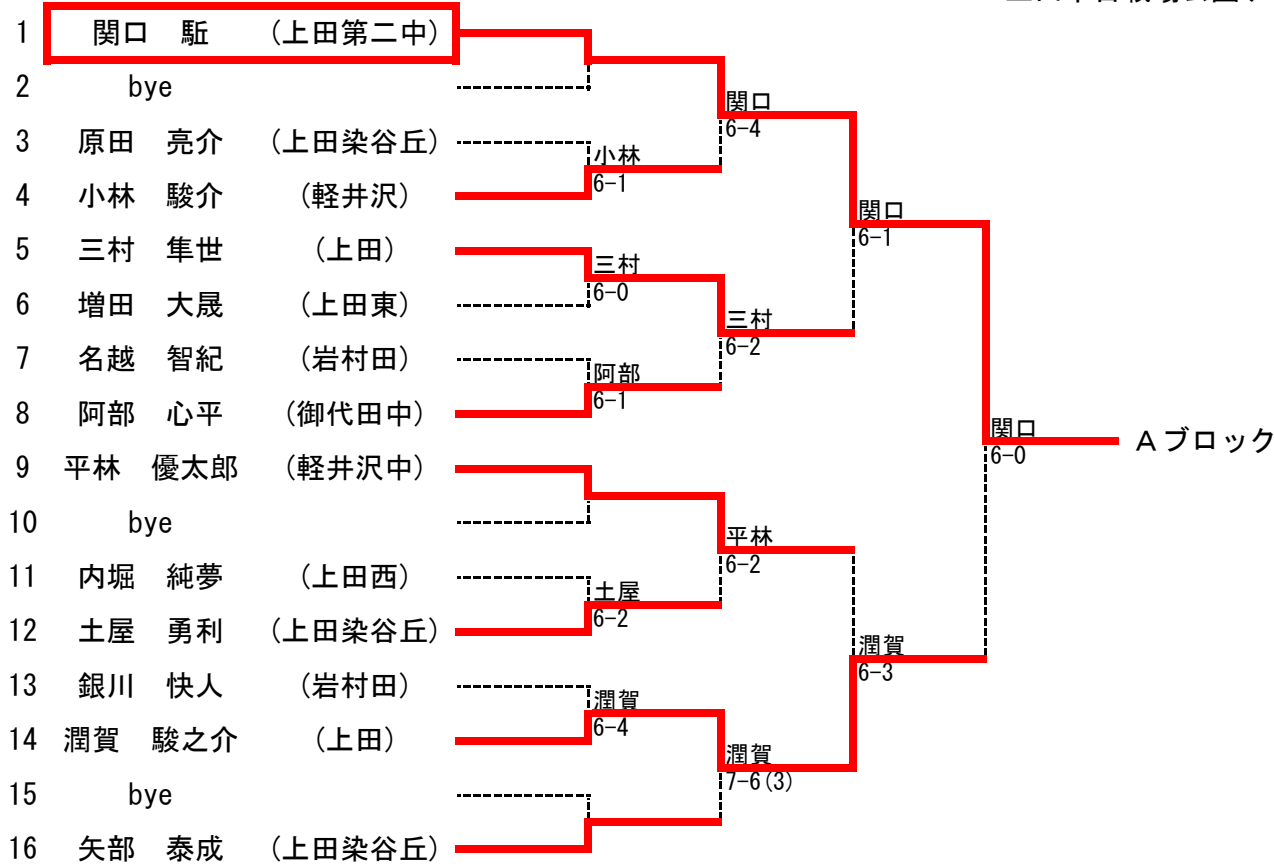 1 関口 駈 (上田第二中)
2 bye
3 原田 亮介 (上田染谷丘)
4 小林 駿介 (軽井沢)
5 三村 隼世 (上田)
6 増田 大晟 (上田東)
7 名越 智紀 (岩村田)
8 阿部 心平 (御代田中)
9 平林 優太郎 (軽井沢中)
10 bye
11 内堀 純夢 (上田西)
12 土屋 勇利 (上田染谷丘)
13 銀川 快人 (岩村田)
14 潤賀 駿之介 (上田)
15 bye
16 矢部 泰成 (上田染谷丘)
小林
6-1
三村
6-0
阿部
6-1
土屋
6-2
潤賀
6-4
関口
6-4
三村
6-2
平林
6-2
潤賀
7-6(3)
関口
6-1
潤賀
6-3
関口
6-0
Aブロック